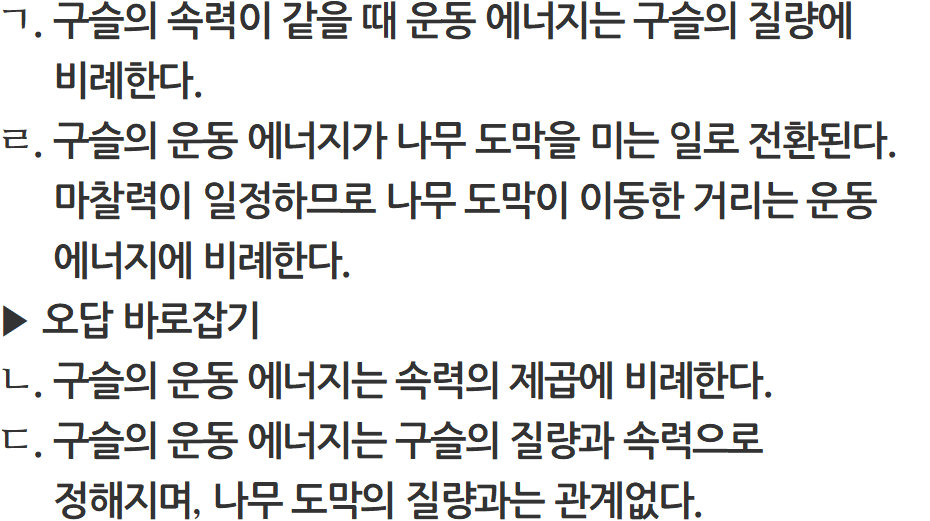 ㄱ. 구슬의 속력이 같을 때 운동 에너지는 구슬의 질량에
비례한다.
ㄹ. 구슬의 운동 에너지가 나무 도막을 미는 일로 전환된다.
마찰력이 일정하므로 나무 도막이 이동한 거리는 운동
에너지에 비례한다.
▶ 오답 바로잡기
ㄴ. 구슬의 운동 에너지는 속력의 제곱에 비례한다.
ㄷ. 구슬의 운동 에너지는 구슬의 질량과 속력으로
정해지며, 나무 도막의 질량과는 관계없다.